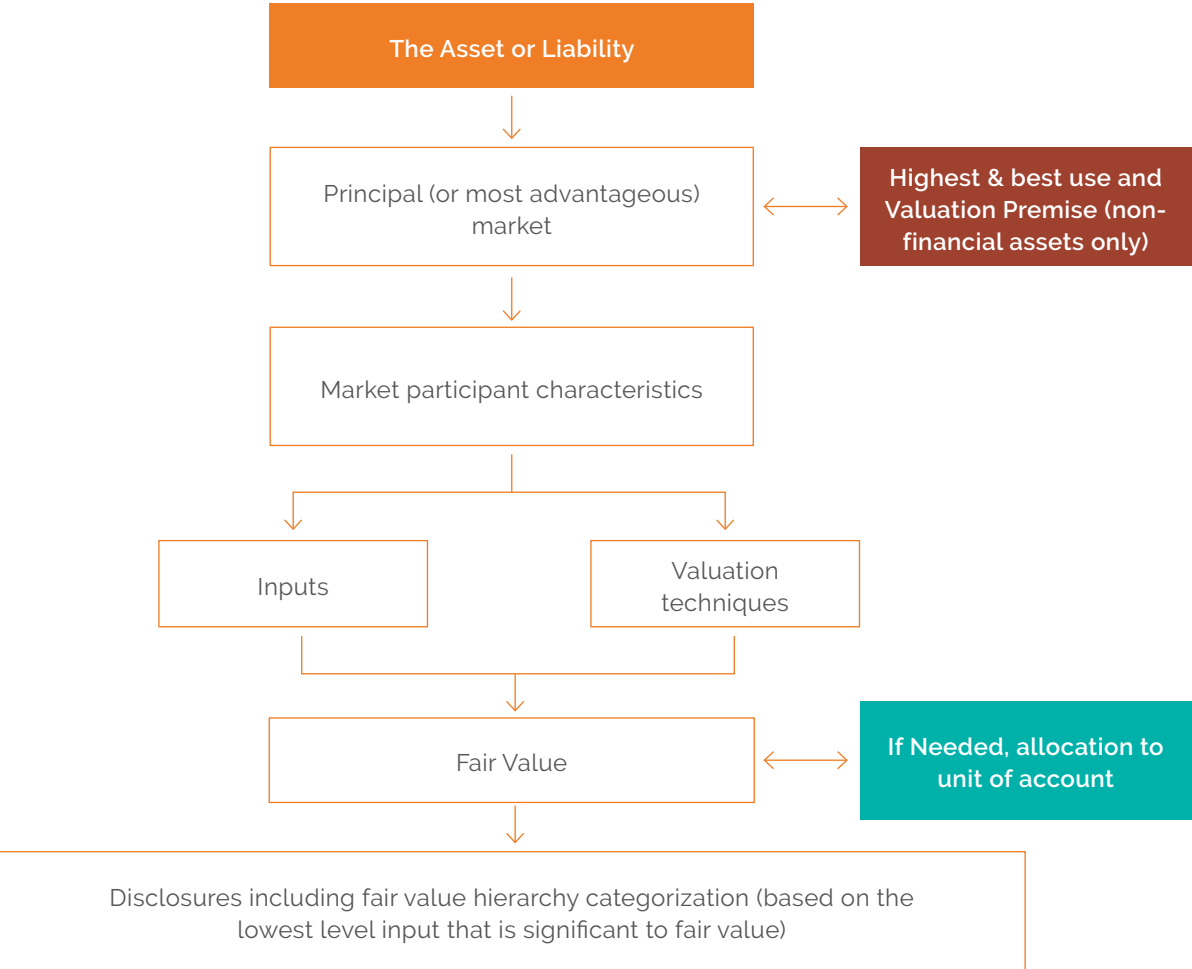 The Asset or Liability
Principal (or most advantageous)
market
Highest & best use and
Valuation Premise (non-
financial assets only)
Market participant characteristics
Inputs
Valuation
techniques
Fair Value
If Needed, allocation to
unit of account
Disclosures including fair value hierarchy categorization (based on the
lowest level input that is significant to fair value)